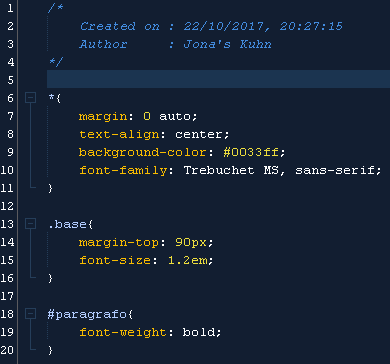 1 /*
2 Created on : 22/10/2017, 20:27:15
3 Author : Jona's Kuhn
4 */
5
6 *{
7 margin: 0 auto;
8 text-align: center;
9 background-color: #0033ff;
10 font-family: Trebuchet MS, sans-serif;
11 }
12
13 .base{
14 margin-top: 90px;
15 font-size: 1.2em;
16 }
17
18 #paragrafo{
19 font-weight: bold;
20 }